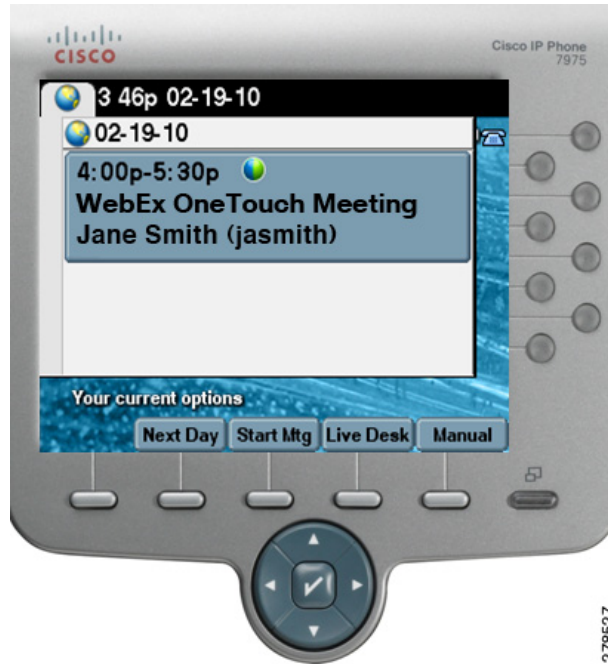 CISCO
Cisco IP Phone
7975
3 46p 02-19-10
02-19-10
4:00p-5:30p
WebEx OneTouch Meeting
Jane Smith (jasmith)
Your current options
Next Day
Start Mtg
Live Desk
Manual
278527